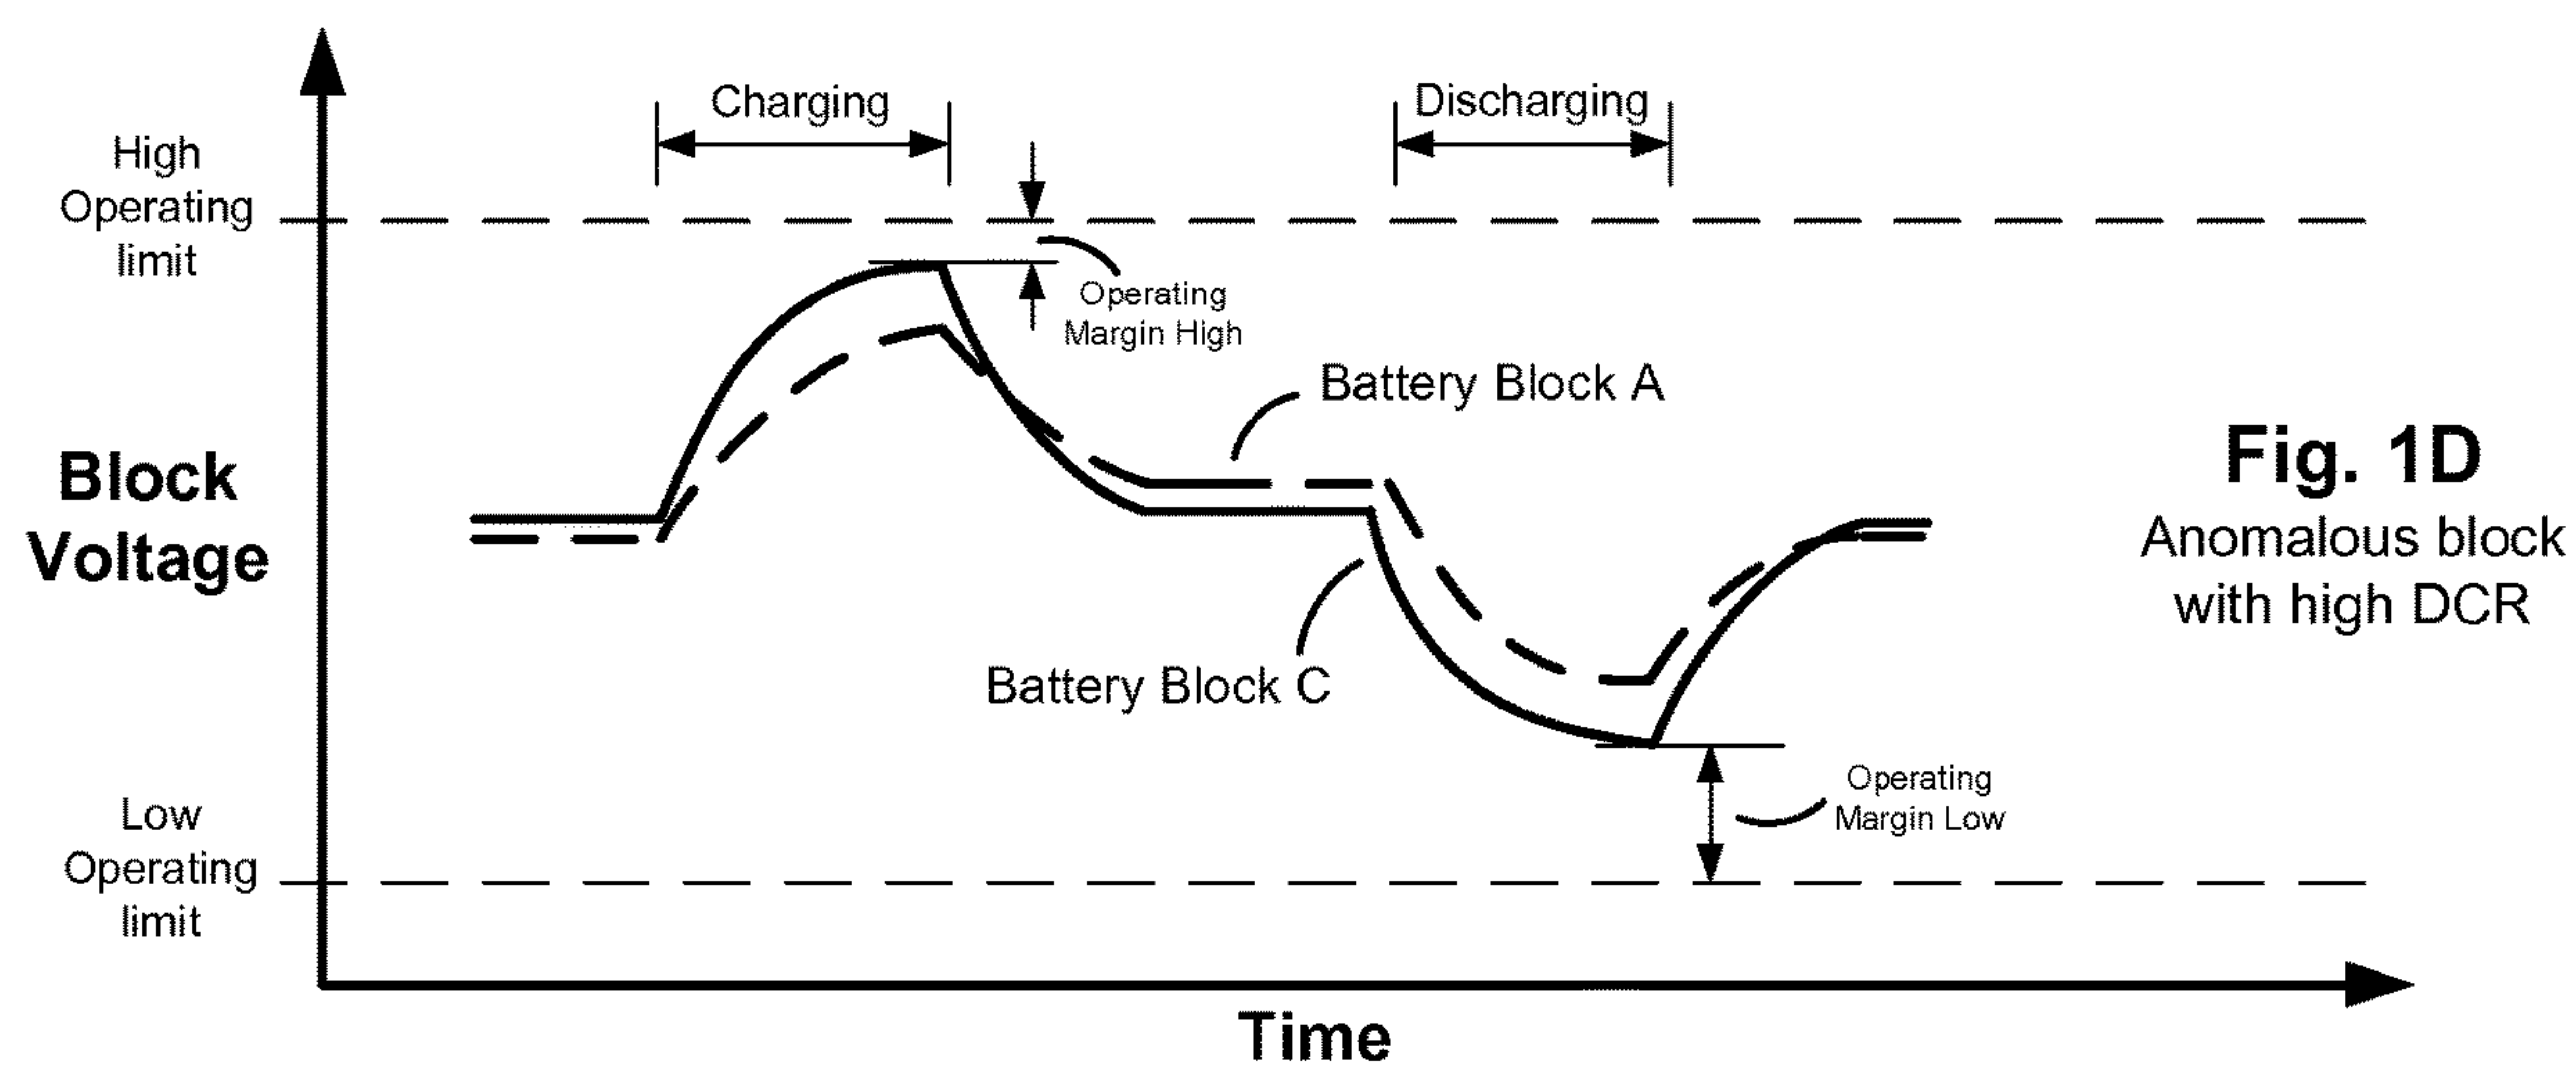 Charging
Discharging
High
Operating
limit
Operating
Margin High
Battery Block A
Block
Voltage
Fig. 1D
Anomalous block
with high DCR
Battery Block C
Operating
Margin Low
Low
Operating
limit
Time